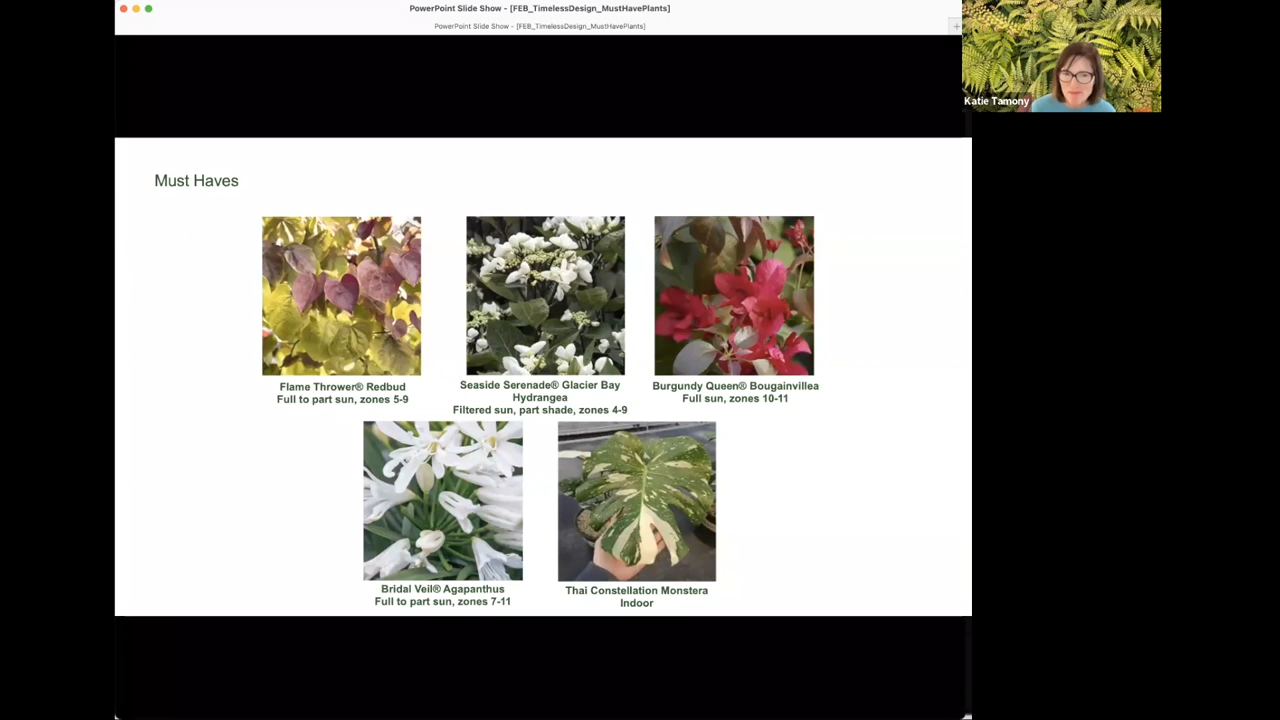 PowerPoint Slide Show - [FEB_TimelessDesign_MustHavePlants]
PowerPoint Slide Show - [FEB_TimelessDesign_MustHavePlants]
Katie Tamony
Must Haves
Flame Thrower® Redbud
Full to part sun, zones 5-9
Seaside Serenade® Glacier Bay
Hydrangea
Filtered sun, part shade, zones 4-9
Burgundy Queen® Bougainvillea
Full sun, zones 10-11
Bridal Veil® Agapanthus
Full to part sun, zones 7-11
Thai Constellation Monstera
Indoor